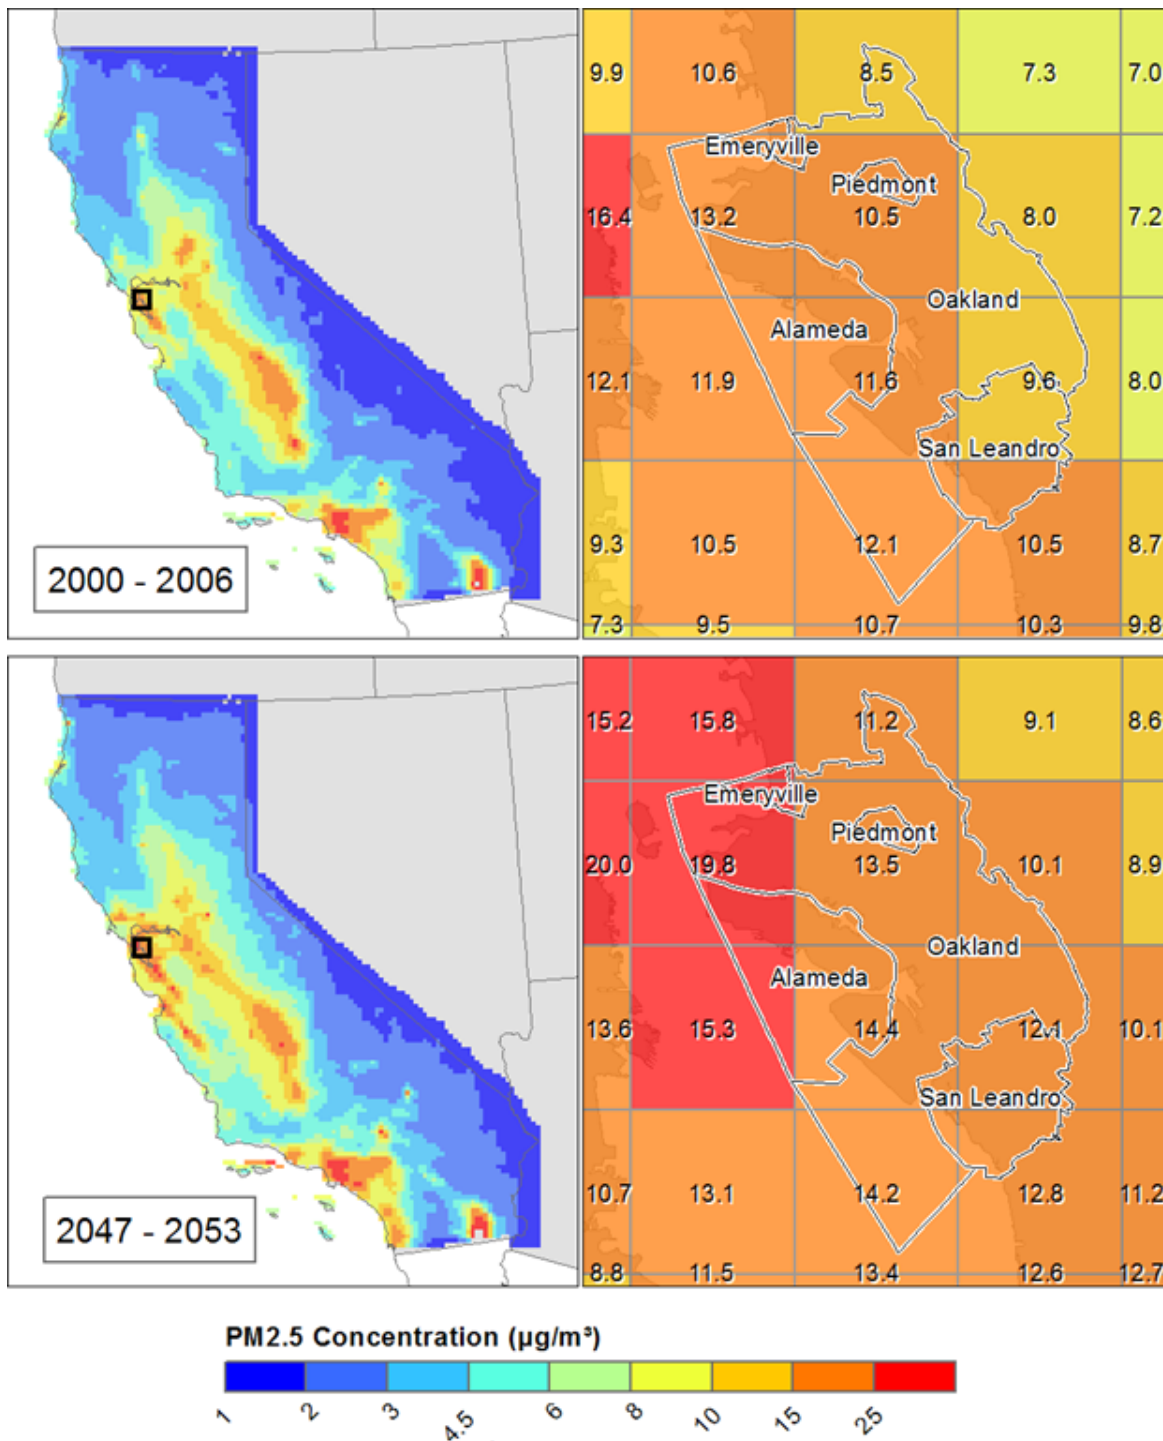 9.9 10.6 8.5 7.3 7.0
Emeryville
Piedmont
16.4 13.2 10.5 8.0 7.2
Oakland
Alameda
12.1 11.9 11.6 9.6 8.0
San Leandro
9.3 10.5 12.1 10.5 8.7
2000 - 2006
7.3 9.5 10.7 10.3 9.8
15.2 15.8 11.2 9.1 8.6
Emeryville
Piedmont
20.0 19.8 13.5 10.1 8.9
Oakland
Alameda
13.6 15.3 14.4 12.1 10.1
San Leandro
10.7 13.1 14.2 12.8 11.2
2047 - 2053
8.8 11.5 13.4 12.6 12.7
PM2.5 Concentration (µg/m³)
1 2 3 4.5 6 8 10 15 25